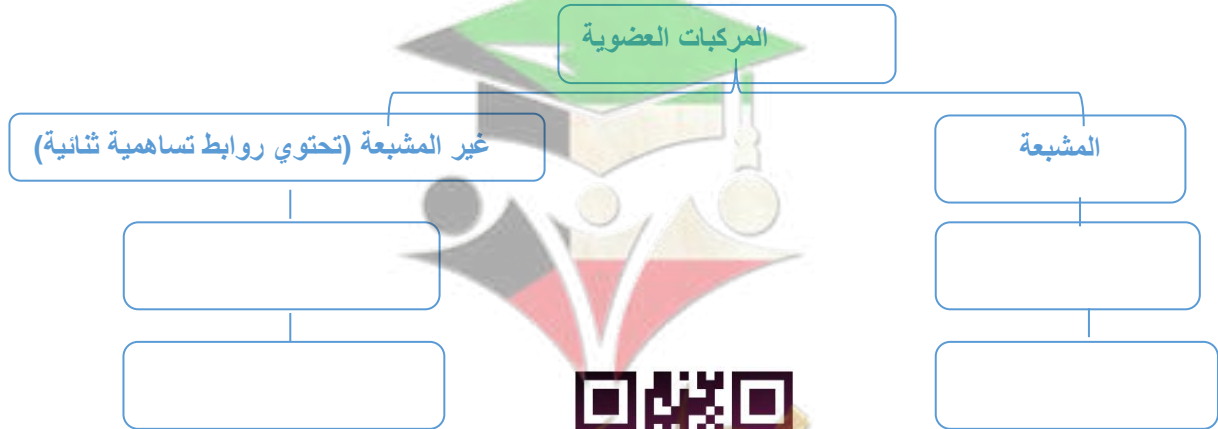 المركبات العضوية
المشبعة
غير المشبعة (تحتوي روابط تساهمية ثنائية)